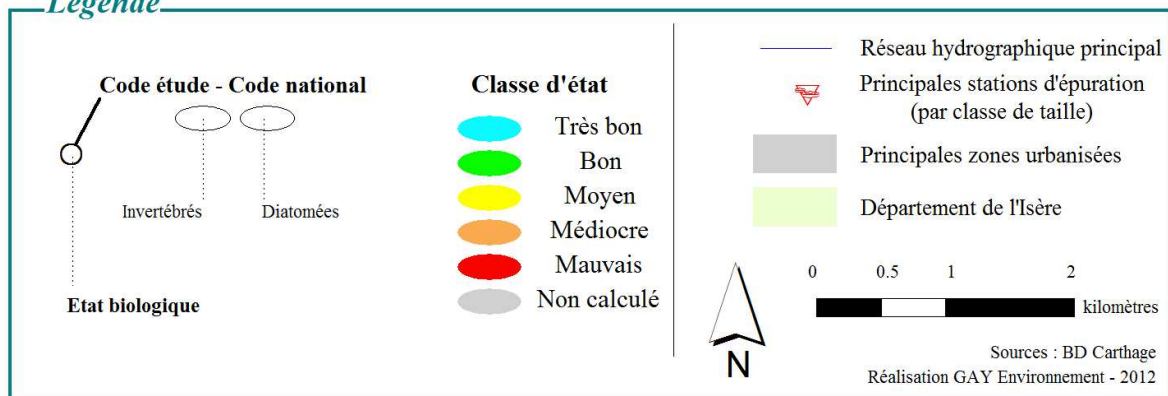 Légende
Code étude - Code national
Invertébrés
Diatomées
Etat biologique
Classe d'état
Très bon
Bon
Moyen
Médiocre
Mauvais
Non calculé
Réseau hydrographique principal
Principales stations d'épuration
(par classe de taille)
Principales zones urbanisées
Département de l'Isère
0 0.5 1 2
kilomètres
N
Sources : BD Carthage
Réalisation GAY Environnement - 2012